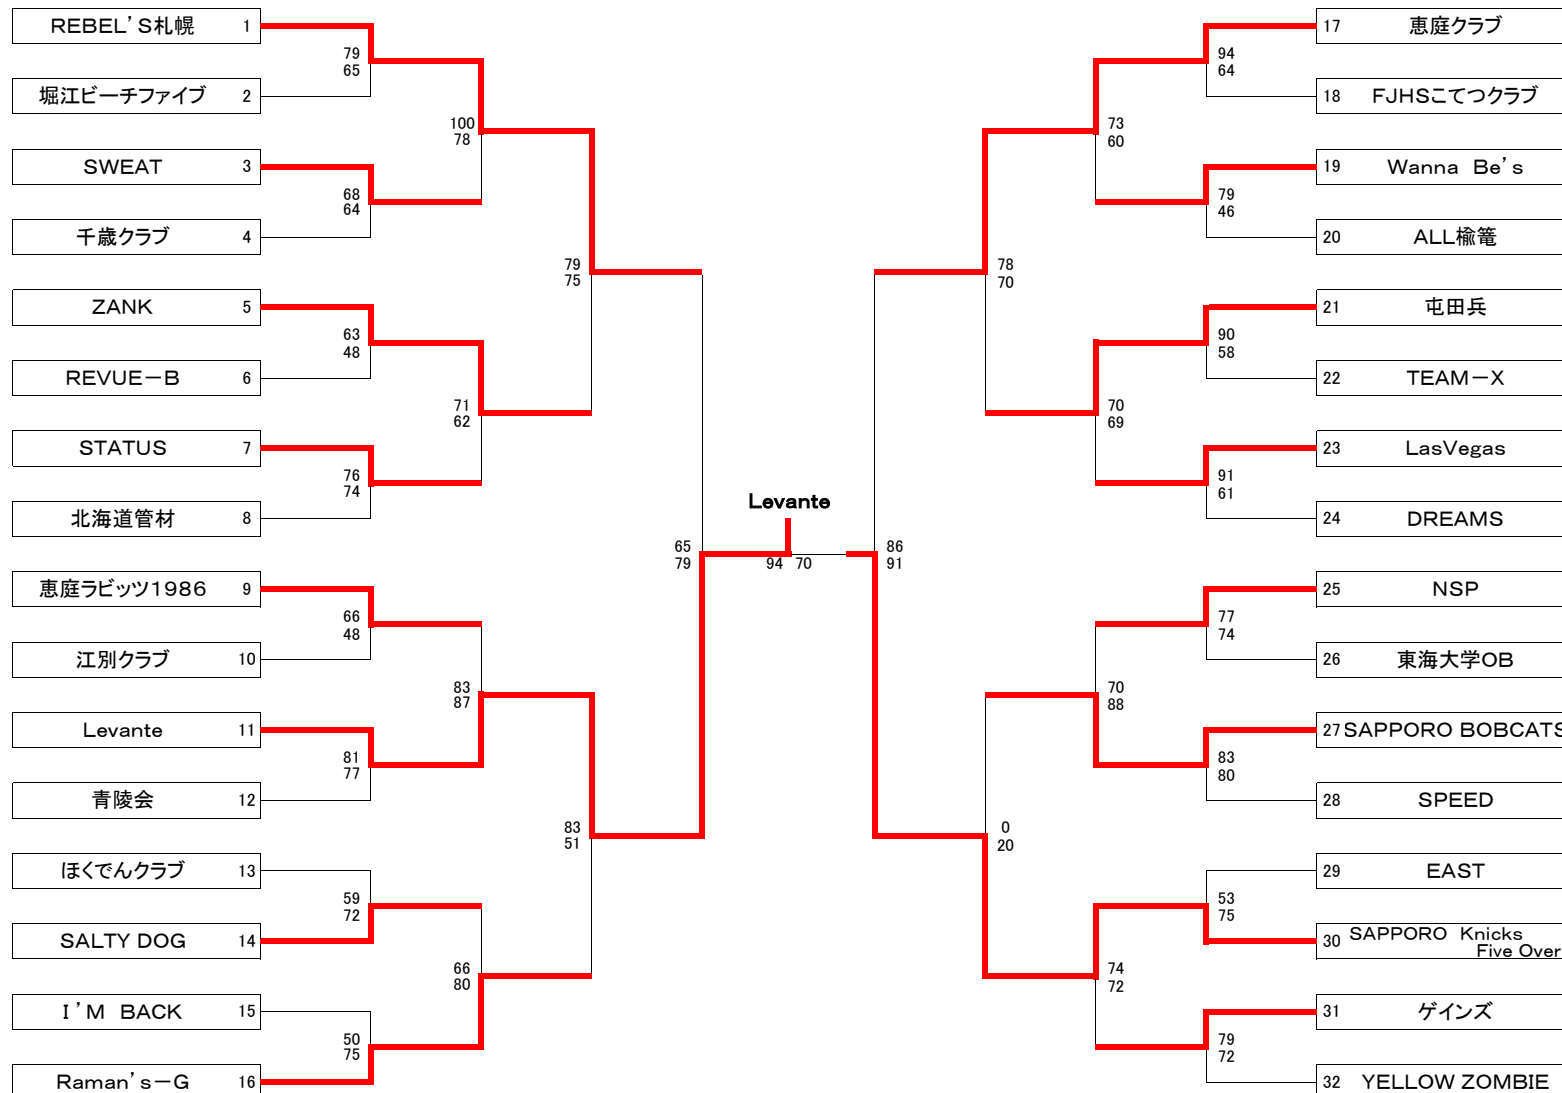 REBEL'S札幌 1
79
65
堀江ビーチファイブ 2
100
78
SWEAT 3
68
64
千歳クラブ 4
79
75
ZANK 5
63
48
REVUE－B 6
71
62
STATUS 7
76
74
北海道管材 8
65
79
恵庭ラビッツ1986 9
66
48
江別クラブ 10
83
87
Levante 11
81
77
青陵会 12
83
51
ほくでんクラブ 13
59
72
SALTY DOG 14
66
80
I'M BACK 15
50
75
Raman's－G 16
Levante
94 70
17 恵庭クラブ
94
64
18 FJHSこてつクラブ
73
60
19 Wanna Be's
79
46
20 ALL楡篭
78
70
21 屯田兵
90
58
22 TEAM－X
70
69
23 LasVegas
91
61
24 DREAMS
86
91
25 NSP
77
74
26 東海大学OB
70
88
27 SAPPORO BOBCATS
83
80
28 SPEED
0
20
29 EAST
53
75
30 SAPPORO Knicks
Five Over
74
72
31 ゲインズ
79
72
32 YELLOW ZOMBIE